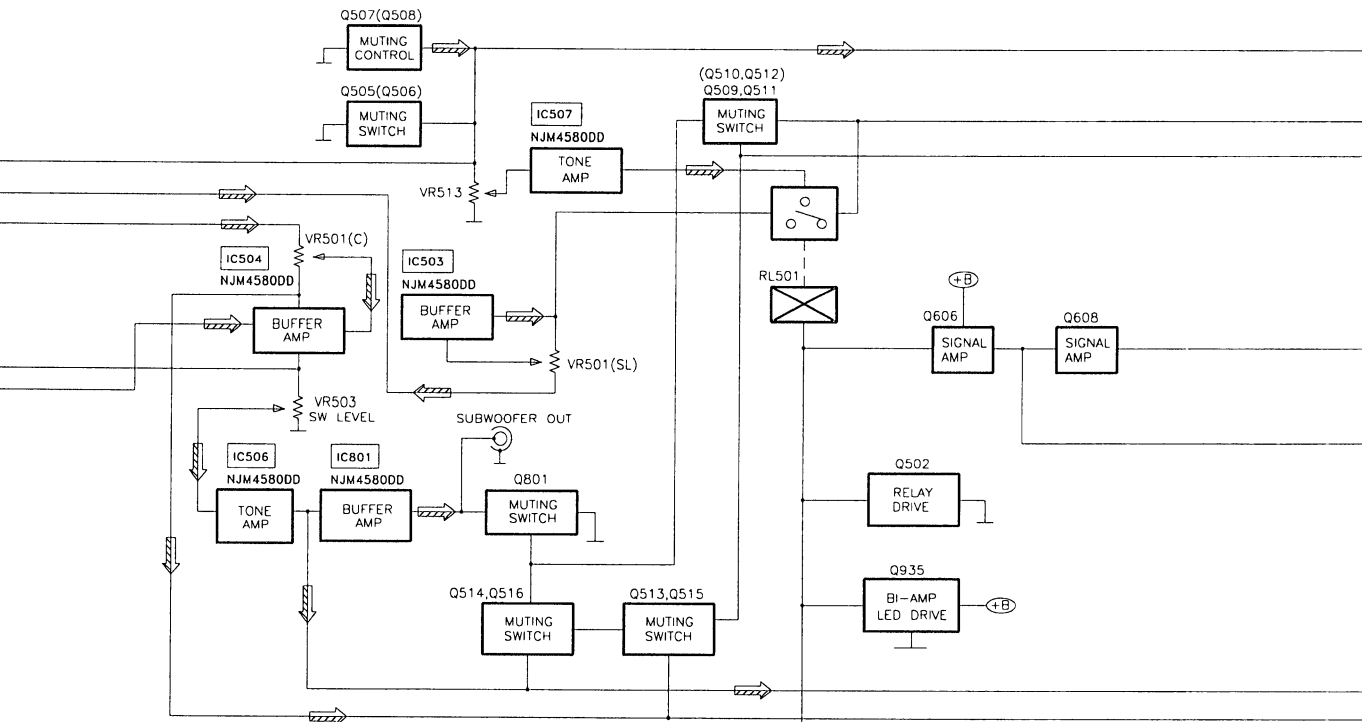 Q507(Q508)
MUTING
CONTROL
Q505(Q506)
MUTING
SWITCH
(Q510,Q512)
Q509,Q511
MUTING
SWITCH
IC507
NJM4580DD
TONE
AMP
VR513
VR501(C)
IC504
NJM4580DD
BUFFER
AMP
IC503
NJM4580DD
BUFFER
AMP
VR501(SL)
RL501
+B
Q606
SIGNAL
AMP
Q608
SIGNAL
AMP
VR503
SW LEVEL
SUBWOOFER OUT
IC506
NJM4580DD
TONE
AMP
IC801
NJM4580DD
BUFFER
AMP
Q801
MUTING
SWITCH
Q502
RELAY
DRIVE
Q935
BI-AMP
LED DRIVE
+B
Q514,Q516
MUTING
SWITCH
Q513,Q515
MUTING
SWITCH